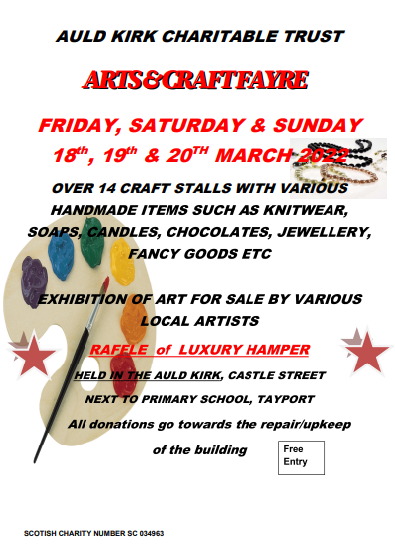 AULD KIRK CHARITABLE TRUST
ARTS & CRAFT FAYRE
FRIDAY, SATURDAY & SUNDAY
18th, 19th & 20TH MARCH 2022
OVER 14 CRAFT STALLS WITH VARIOUS
HANDMADE ITEMS SUCH AS KNITWEAR,
SOAPS, CANDLES, CHOCOLATES, JEWELLERY,
FANCY GOODS ETC
EXHIBITION OF ART FOR SALE BY VARIOUS
LOCAL ARTISTS
RAFFLE of LUXURY HAMPER
HELD IN THE AULD KIRK, CASTLE STREET
NEXT TO PRIMARY SCHOOL, TAYPORT
All donations go towards the repair/upkeep
of the building
Free
Entry
SCOTISH CHARITY NUMBER SC 034963